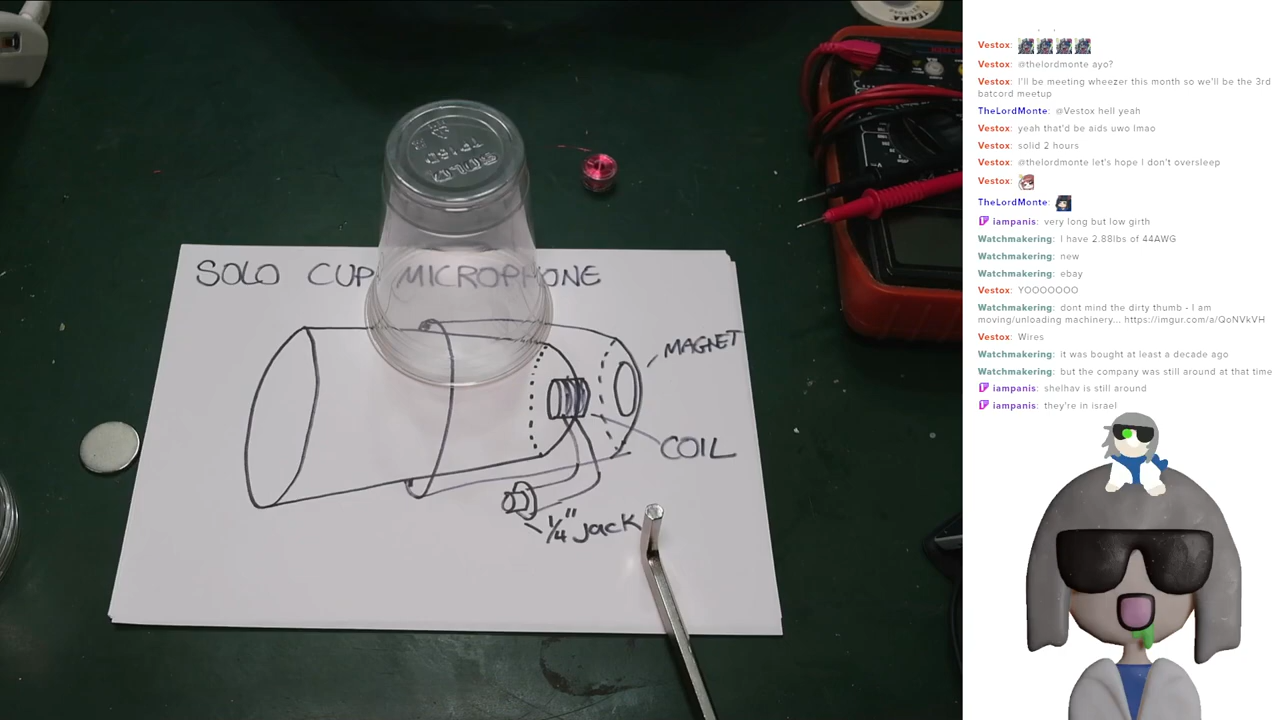 SOLO CUP MICROPHONE
MAGNET
COIL
1/4" Jack
TENMA
Vestox:
Vestox: @thelordmonte ayo?
Vestox: I'll be meeting wheezer this month so we'll be the 3rd
batcord meetup
TheLordMonte: @Vestox hell yeah
Vestox: yeah that'd be aids uwo lmao
Vestox: solid 2 hours
Vestox: @thelordmonte let's hope I don't oversleep
Vestox:
TheLordMonte:
iampanis: very long but low girth
Watchmakering: I have 2.88lbs of 44AWG
Watchmakering: new
Watchmakering: ebay
Vestox: YOOOOOOO
Watchmakering: dont mind the dirty thumb - I am
moving/unloading machinery... https://imgur.com/a/QoNVkVH
Vestox: Wires
Watchmakering: it was bought at least a decade ago
Watchmakering: but the company was still around at that time
iampanis: shelhav is still around
iampanis: they're in israel